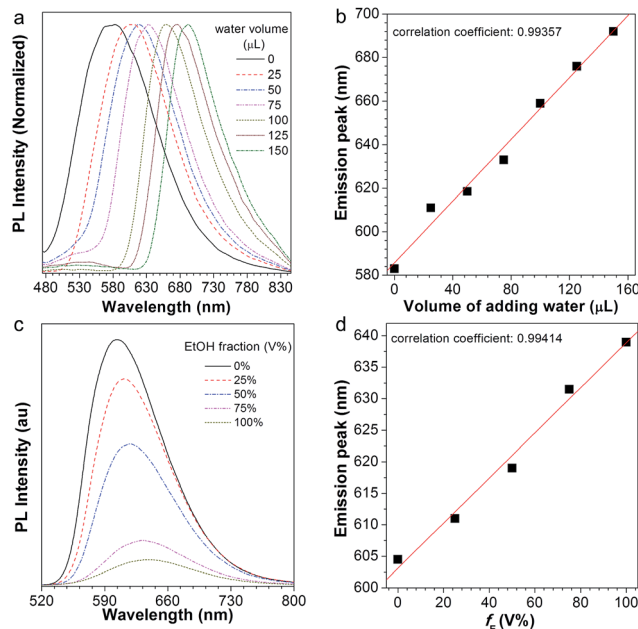 a
water volume
(μL)
0
25
50
75
100
125
150
PL Intensity (Normalized)
480 530 580 630 680 730 780 830
Wavelength (nm)
b
correlation coefficient: 0.99357
700
660
620
580
Emission peak (nm)
0 40 80 120 160
Volume of adding water (μL)
c
EtOH fraction (V%)
0%
25%
50%
75%
100%
PL Intensity (au)
520 590 660 730 800
Wavelength (nm)
d
correlation coefficient: 0.99414
640
635
630
625
620
615
610
605
600
Emission peak (nm)
0 20 40 60 80 100
fE (V%)